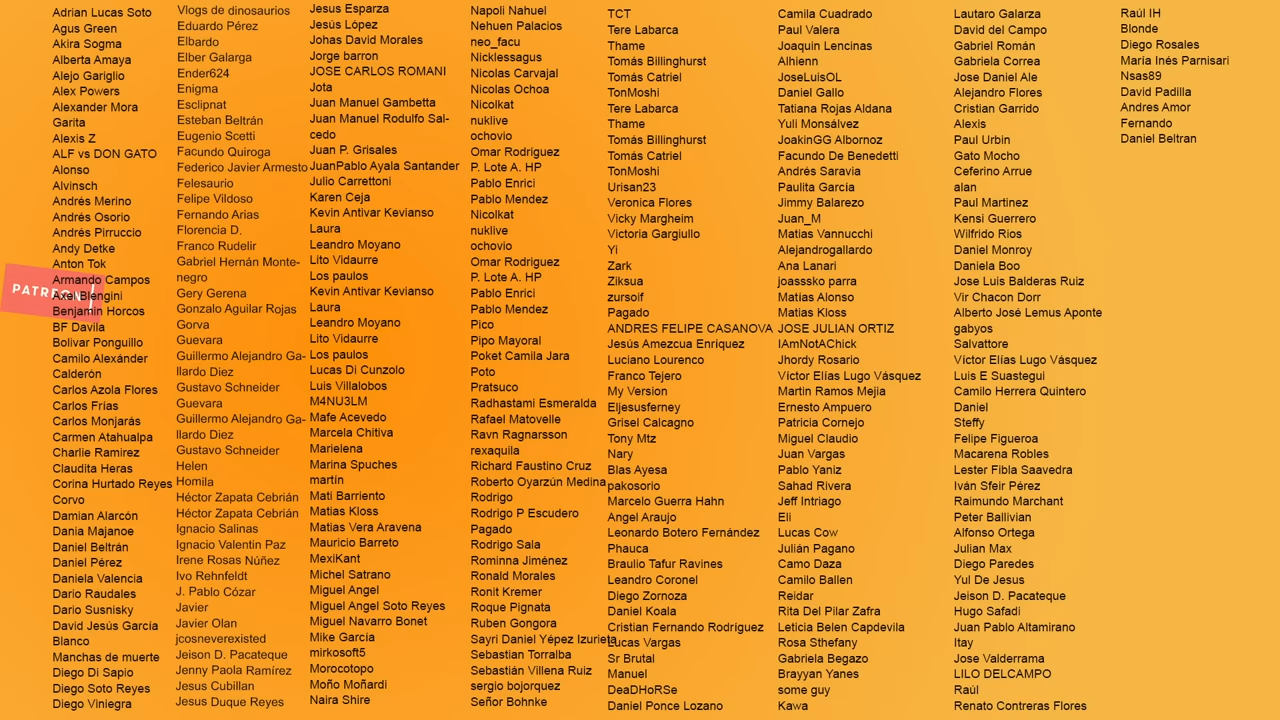 Adrian Lucas Soto
Agus Green
Akira Sogma
Alberta Amaya
Alejo Gariglio
Alex Powers
Alexander Mora
Garita
Alexis Z
ALF vs DON GATO
Alonso
Alvinsch
Andrés Merino
Andrés Osorio
Andrés Pirruccio
Andy Detke
Anton Tok
Armando Campos
Axel Blengini
Benjamin Horcos
BF Davila
Bolivar Ponguillo
Camilo Alexánder
Calderón
Carlos Azola Flores
Carlos Frías
Carlos Monjarás
Carmen Atahualpa
Charlie Ramirez
Claudita Heras
Corina Hurtado Reyes
Corvo
Damian Alarcón
Dania Majanoe
Daniel Beltrán
Daniel Pérez
Daniela Valencia
Dario Raudales
Dario Susnisky
David Jesús García
Blanco
Manchas de muerte
Diego Di Sapio
Diego Soto Reyes
Diego Viniegra
PATREON
Vlogs de dinosaurios
Eduardo Pérez
Elbardo
Elber Galarga
Ender624
Enigma
Esclipnat
Esteban Beltrán
Eugenio Scetti
Facundo Quiroga
Federico Javier Armesto
Felesaurio
Felipe Vildoso
Fernando Arias
Florencia D.
Franco Rudelir
Gabriel Hernán Monte-
negro
Gery Gerena
Gonzalo Aguilar Rojas
Gorva
Guevara
Guillermo Alejandro Ga-
llardo Diez
Gustavo Schneider
Guevara
Guillermo Alejandro Ga-
llardo Diez
Gustavo Schneider
Helen
Homila
Héctor Zapata Cebrián
Héctor Zapata Cebrián
Ignacio Salinas
Ignacio Valentin Paz
Irene Rosas Núñez
Ivo Rehnfeldt
J. Pablo Cózar
Javier
Javier Olan
jcosneverexisted
Jeison D. Pacateque
Jenny Paola Ramírez
Jesus Cubillan
Jesus Duque Reyes
Jesus Esparza
Jesús López
Johas David Morales
Jorge barron
JOSE CARLOS ROMANI
Jota
Juan Manuel Gambetta
Juan Manuel Rodulfo Sal-
cedo
Juan P. Grisales
JuanPablo Ayala Santander
Julio Carrettoni
Karen Ceja
Kevin Antivar Kevianso
Laura
Leandro Moyano
Lito Vidaurre
Los paulos
Kevin Antivar Kevianso
Laura
Leandro Moyano
Lito Vidaurre
Los paulos
Lucas Di Cunzolo
Luis Villalobos
M4NU3LM
Mafe Acevedo
Marcela Chitiva
Marielena
Marina Spuches
martín
Mati Barriento
Matías Kloss
Matias Vera Aravena
Mauricio Barreto
MexiKant
Michel Satrano
Miguel Angel
Miguel Angel Soto Reyes
Miguel Navarro Bonet
Mike García
mirkosoft5
Morocotopo
Moño Moñardi
Naira Shire
Napoli Nahuel
Nehuen Palacios
neo_facu
Nicklessagus
Nicolas Carvajal
Nicolas Ochoa
Nicolkat
nuklive
ochovio
Omar Rodriguez
P. Lote A. HP
Pablo Enrici
Pablo Mendez
Nicolkat
nuklive
ochovio
Omar Rodriguez
P. Lote A. HP
Pablo Enrici
Pablo Mendez
Pico
Pipo Mayoral
Poket Camila Jara
Poto
Pratsuco
Radhastami Esmeralda
Rafael Matovelle
Ravn Ragnarsson
rexaquila
Richard Faustino Cruz
Roberto Oyarzún Medina
Rodrigo
Rodrigo P Escudero
Pagado
Rodrigo Sala
Rominna Jiménez
Ronald Morales
Ronit Kremer
Roque Pignata
Ruben Gongora
Sayri Daniel Yépez Izurieta
Sebastian Torralba
Sebastián Villena Ruiz
sergio bojorquez
Señor Bohnke
TCT
Tere Labarca
Thame
Tomás Billinghurst
Tomás Catriel
TonMoshi
Tere Labarca
Thame
Tomás Billinghurst
Tomás Catriel
TonMoshi
Urisan23
Veronica Flores
Vicky Margheim
Victoria Gargiullo
Yi
Zark
Ziksua
zursoif
Pagado
ANDRES FELIPE CASANOVA
Jesús Amezcua Enríquez
Luciano Lourenco
Franco Tejero
My Version
Eljesusferney
Grisel Calcagno
Tony Mtz
Nary
Blas Ayesa
pakosorio
Marcelo Guerra Hahn
Angel Araujo
Leonardo Botero Fernández
Phauca
Braulio Tafur Ravines
Leandro Coronel
Diego Zornoza
Daniel Koala
Cristian Fernando Rodríguez
Lucas Vargas
Sr Brutal
Manuel
DeaDHoRSe
Daniel Ponce Lozano
Camila Cuadrado
Paul Valera
Joaquin Lencinas
Alhienn
JoseLuisOL
Daniel Gallo
Tatiana Rojas Aldana
Yuli Monsálvez
JoakinGG Albornoz
Facundo De Benedetti
Andrés Saravia
Paulita García
Jimmy Balarezo
Juan_M
Matias Vannucchi
Alejandrogallardo
Ana Lanari
joasssko parra
Matias Alonso
Matias Kloss
JOSE JULIAN ORTIZ
IAmNotAChick
Jhordy Rosario
Víctor Elías Lugo Vásquez
Martin Ramos Mejia
Ernesto Ampuero
Patricia Cornejo
Miguel Claudio
Juan Vargas
Pablo Yaniz
Sahad Rivera
Jeff Intriago
Eli
Lucas Cow
Julián Pagano
Camo Daza
Camilo Ballen
Reidar
Rita Del Pilar Zafra
Leticia Belen Capdevila
Rosa Sthefany
Gabriela Begazo
Brayyan Yanes
some guy
Kawa
Lautaro Galarza
David del Campo
Gabriel Román
Gabriela Correa
Jose Daniel Ale
Alejandro Flores
Cristian Garrido
Alexis
Paul Urbin
Gato Mocho
Ceferino Arrue
alan
Paul Martinez
Kensi Guerrero
Wilfrido Rios
Daniel Monroy
Daniela Boo
Jose Luis Balderas Ruiz
Vir Chacon Dorr
Alberto José Lemus Aponte
gabyos
Salvattore
Víctor Elías Lugo Vásquez
Luis E Suastegui
Camilo Herrera Quintero
Daniel
Steffy
Felipe Figueroa
Macarena Robles
Lester Fibla Saavedra
Iván Sfeir Pérez
Raimundo Marchant
Peter Ballivian
Alfonso Ortega
Julian Max
Diego Paredes
Yul De Jesus
Jeison D. Pacateque
Hugo Safadi
Juan Pablo Altamirano
Itay
Jose Valderrama
LILO DELCAMPO
Raúl
Renato Contreras Flores
Raúl IH
Blonde
Diego Rosales
María Inés Parnisari
Nsas89
David Padilla
Andres Amor
Fernando
Daniel Beltran